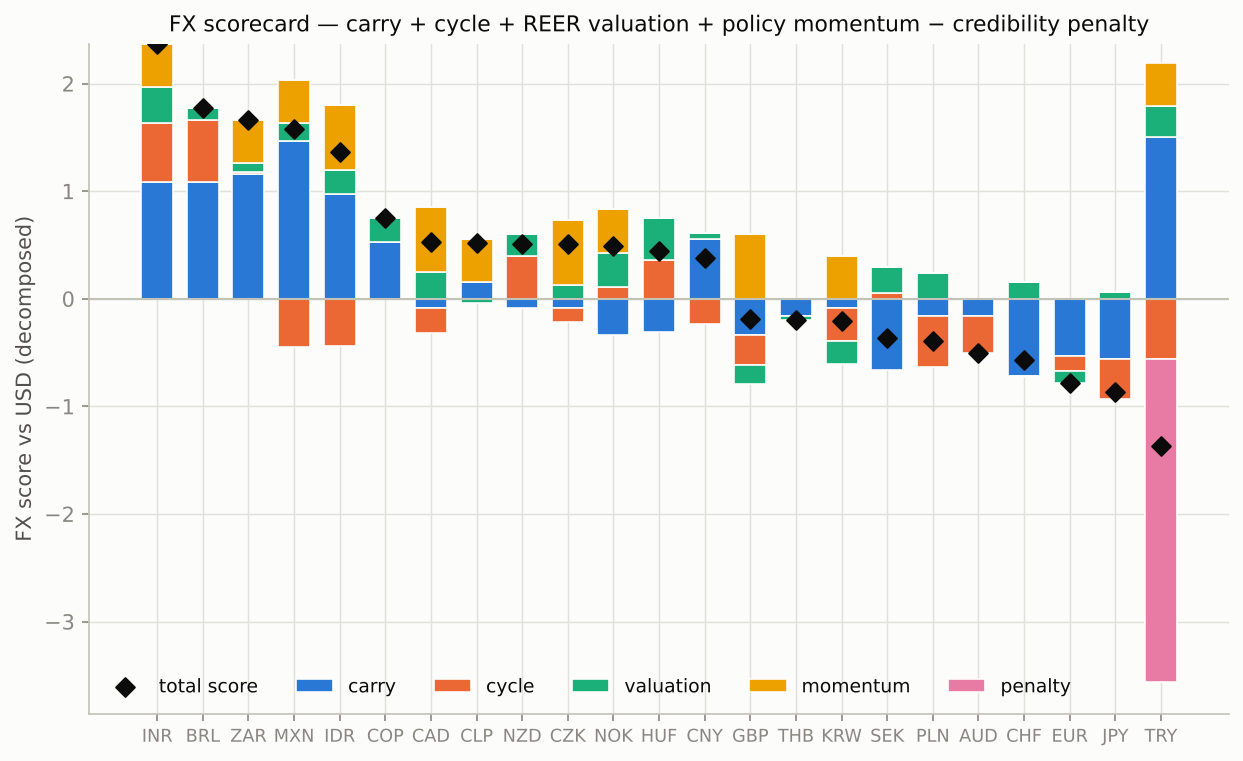 FX scorecard — carry + cycle + REER valuation + policy momentum − credibility penalty
FX score vs USD (decomposed)
2
1
0
−1
−2
−3
total score carry cycle valuation momentum penalty
INR BRL ZAR MXN IDR COP CAD CLP NZD CZK NOK HUF CNY GBP THB KRW SEK PLN AUD CHF EUR JPY TRY